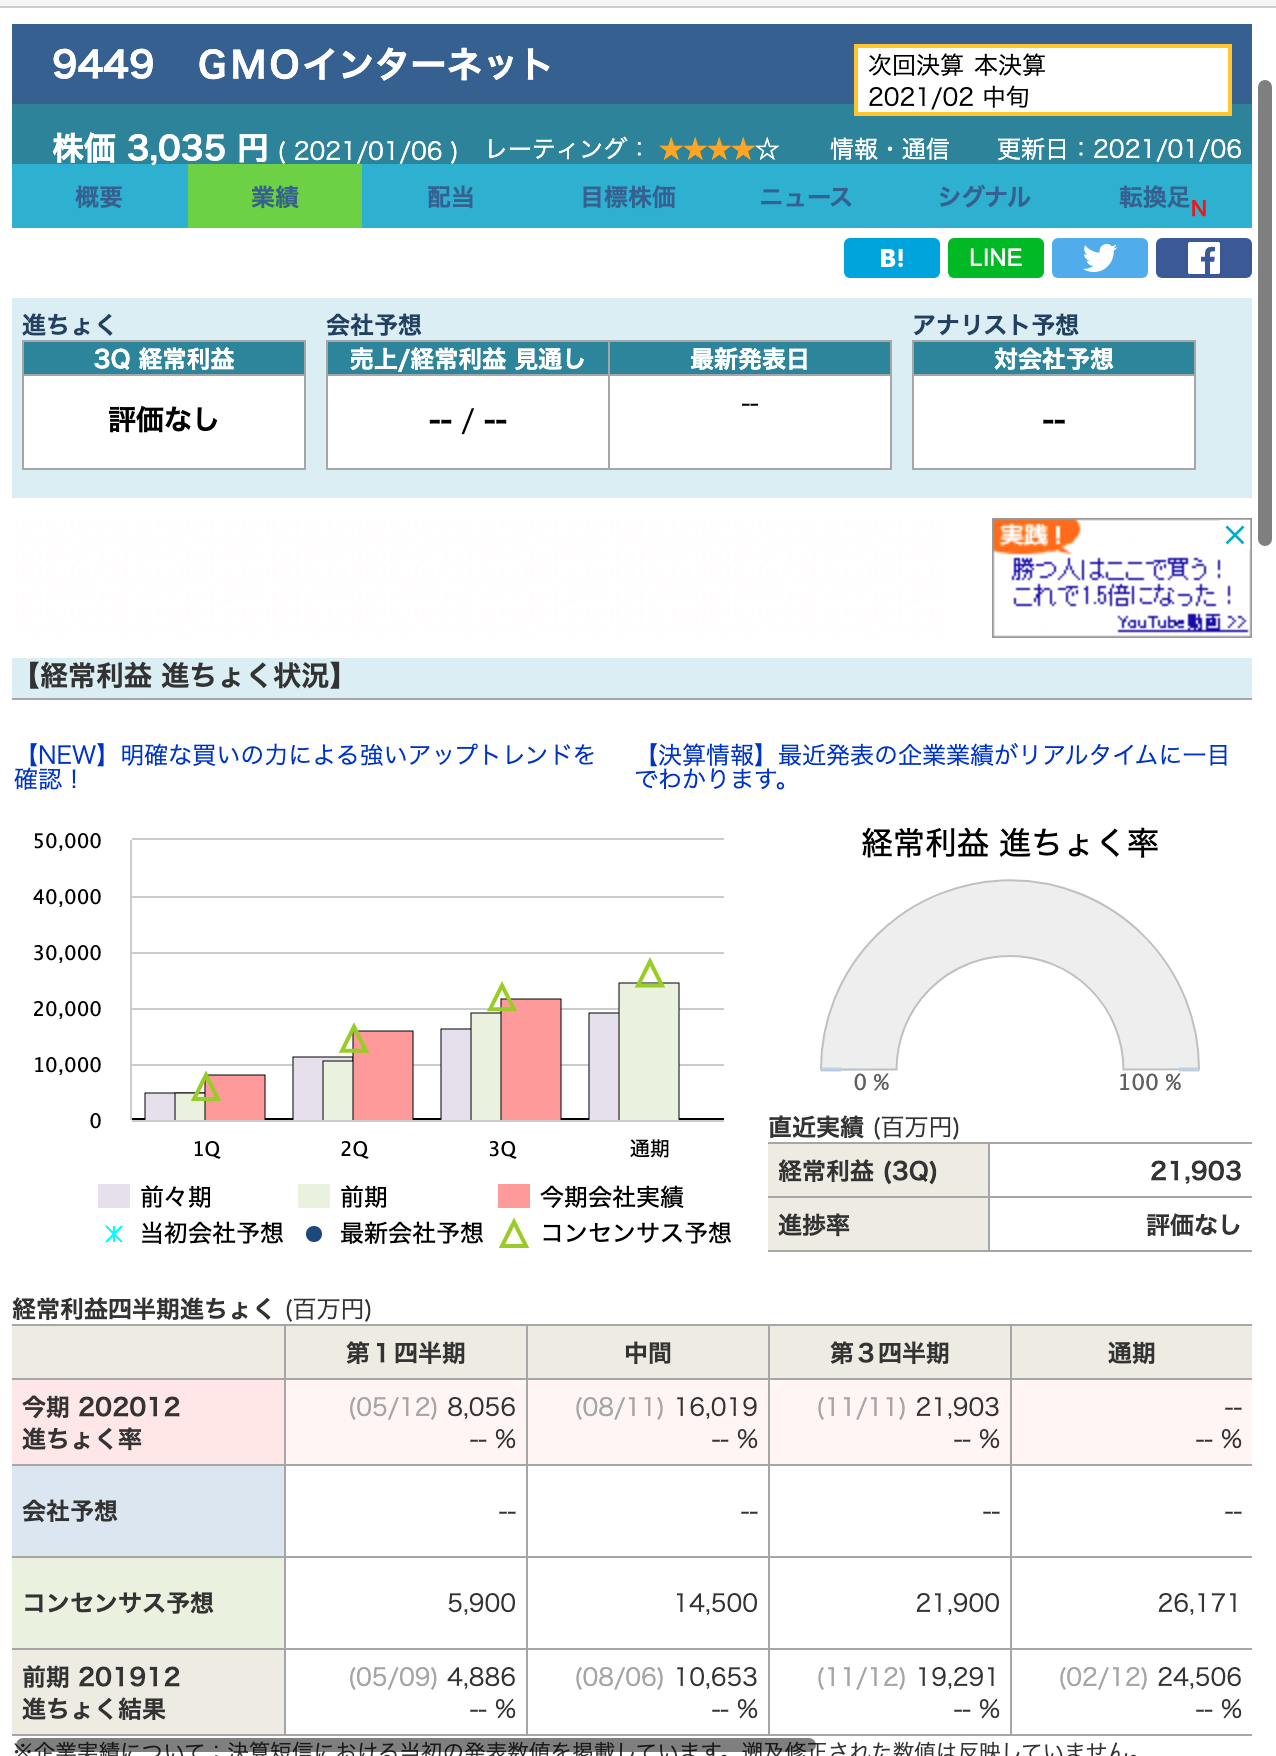 9449　GMOインターネット
次回決算 本決算
2021/02 中旬
株価 3,035 円 ( 2021/01/06 )　レーティング： ★★★★☆　情報・通信　更新日：2021/01/06
概要　業績　配当　目標株価　ニュース　シグナル　転換足N
B! LINE
進ちょく　会社予想　アナリスト予想
3Q 経常利益　売上/経常利益 見通し　最新発表日　対会社予想
評価なし　-- / --　--　--
実践！
勝つ人はここで買う！
これで1.5倍になった！
YouTube動画 >>
【経常利益 進ちょく状況】
【NEW】明確な買いの力による強いアップトレンドを
確認！
【決算情報】最近発表の企業業績がリアルタイムに一目
でわかります。
50,000
40,000
30,000
20,000
10,000
0
1Q　2Q　3Q　通期
前々期　前期　今期会社実績
当初会社予想　最新会社予想　コンセンサス予想
経常利益 進ちょく率
0 %　100 %
直近実績 (百万円)
経常利益 (3Q)　21,903
進捗率　評価なし
経常利益四半期進ちょく (百万円)
第１四半期　中間　第３四半期　通期
今期 202012　(05/12) 8,056　(08/11) 16,019　(11/11) 21,903　--
進ちょく率　-- %　-- %　-- %　-- %
会社予想　--　--　--　--
コンセンサス予想　5,900　14,500　21,900　26,171
前期 201912　(05/09) 4,886　(08/06) 10,653　(11/12) 19,291　(02/12) 24,506
進ちょく結果　-- %　-- %　-- %　-- %
※企業実績について：決算短信における当初の発表数値を掲載しています。遡及修正された数値は反映していません。